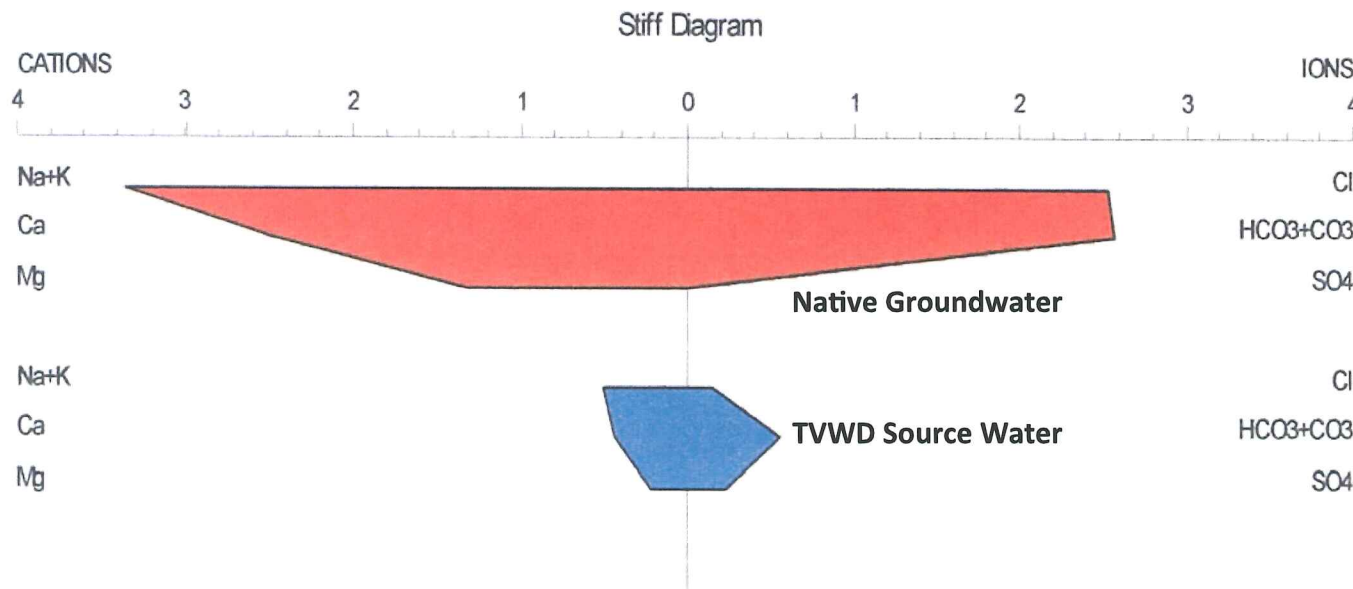 Stiff Diagram
CATIONS IONS
4 3 2 1 0 1 2 3 4
Na+K Cl
Ca HCO3+CO3
Mg SO4
Native Groundwater
Na+K Cl
Ca TVWD Source Water HCO3+CO3
Mg SO4